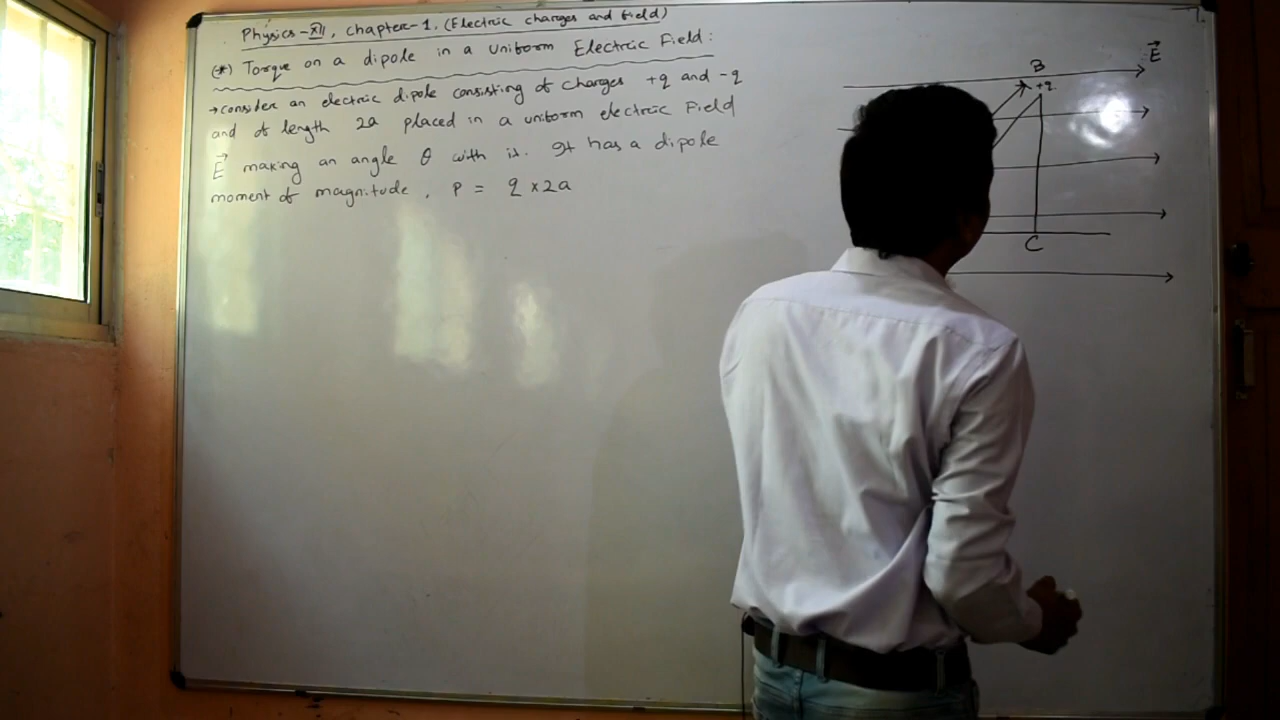 Physics-XII, chapter-1. (Electric charges and field)
(*) Torque on a dipole in a uniform Electric Field:
→ consider an electric dipole consisting of charges +q and -q
and of length 2a placed in a uniform electric Field
E⃗ making an angle θ with it. It has a dipole
moment of magnitude, P = q × 2a
E⃗
B
+q
C